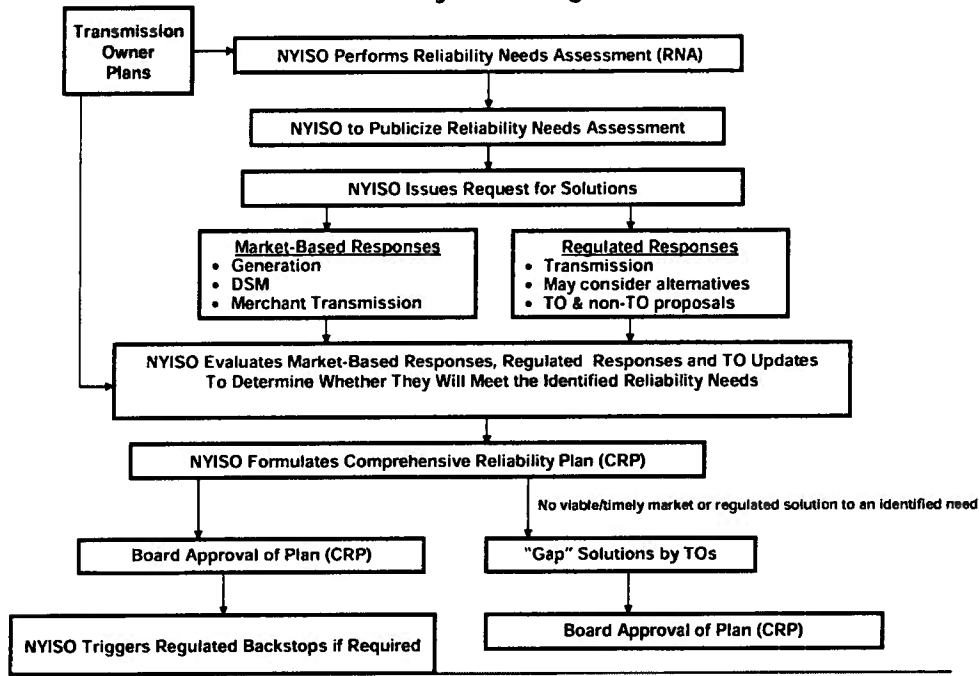 Transmission
Owner
Plans
NYISO Performs Reliability Needs Assessment (RNA)
NYISO to Publicize Reliability Needs Assessment
NYISO Issues Request for Solutions
Market-Based Responses
• Generation
• DSM
• Merchant Transmission
Regulated Responses
• Transmission
• May consider alternatives
• TO & non-TO proposals
NYISO Evaluates Market-Based Responses, Regulated Responses and TO Updates
To Determine Whether They Will Meet the Identified Reliability Needs
NYISO Formulates Comprehensive Reliability Plan (CRP)
No viable/timely market or regulated solution to an identified need
Board Approval of Plan (CRP)
"Gap" Solutions by TOs
NYISO Triggers Regulated Backstops if Required
Board Approval of Plan (CRP)